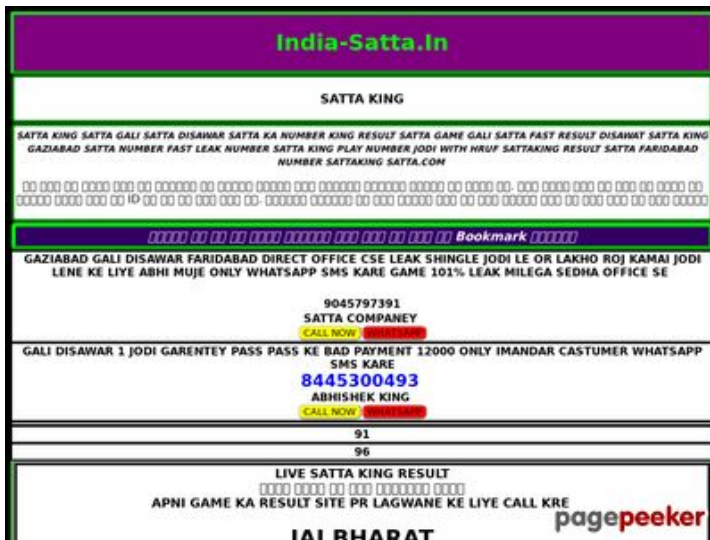 India-Satta.In
SATTA KING
SATTA KING SATTA GALI SATTA DISAWAR SATTA KA NUMBER KING RESULT SATTA GAME GALI SATTA FAST RESULT DISAWAT SATTA KING
GAZIABAD SATTA NUMBER FAST LEAK NUMBER SATTA KING PLAY NUMBER JODI WITH HRUF SATTAKING RESULT SATTA FARIDABAD
NUMBER SATTAKING SATTA.COM
ID
Bookmark
GAZIABAD GALI DISAWAR FARIDABAD DIRECT OFFICE CSE LEAK SHINGLE JODI LE OR LAKHO ROJ KAMAI JODI
LENE KE LIYE ABHI MUJE ONLY WHATSAPP SMS KARE GAME 101% LEAK MILEGA SEDHA OFFICE SE
9045797391
SATTA COMPANEY
CALL NOW WHATSAPP
GALI DISAWAR 1 JODI GARENTEY PASS PASS KE BAD PAYMENT 12000 ONLY IMANDAR CASTUMER WHATSAPP
SMS KARE
8445300493
ABHISHEK KING
CALL NOW WHATSAPP
91
96
LIVE SATTA KING RESULT
APNI GAME KA RESULT SITE PR LAGWANE KE LIYE CALL KRE
JAI BHARAT
pagepeeker